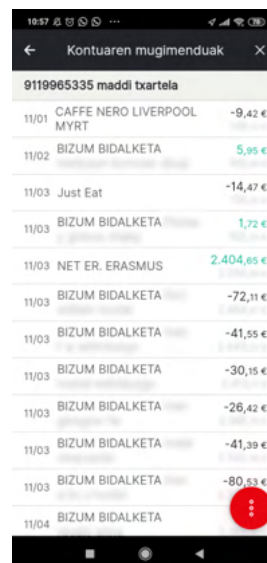 10:57
76
Kontuaren mugimenduak
9119965335 maddi txartela
11/01 CAFFE NERO LIVERPOOL MYRT -9,42 €
11/02 BIZUM BIDALKETA 5,95 €
11/03 Just Eat -14,47 €
11/03 BIZUM BIDALKETA 1,72 €
11/03 NET ER. ERASMUS 2.404,65 €
11/03 BIZUM BIDALKETA -72,11 €
11/03 BIZUM BIDALKETA -41,55 €
11/03 BIZUM BIDALKETA -30,15 €
11/03 BIZUM BIDALKETA -26,42 €
11/03 BIZUM BIDALKETA -41,39 €
11/03 BIZUM BIDALKETA -80,53 €
11/04 BIZUM BIDALKETA